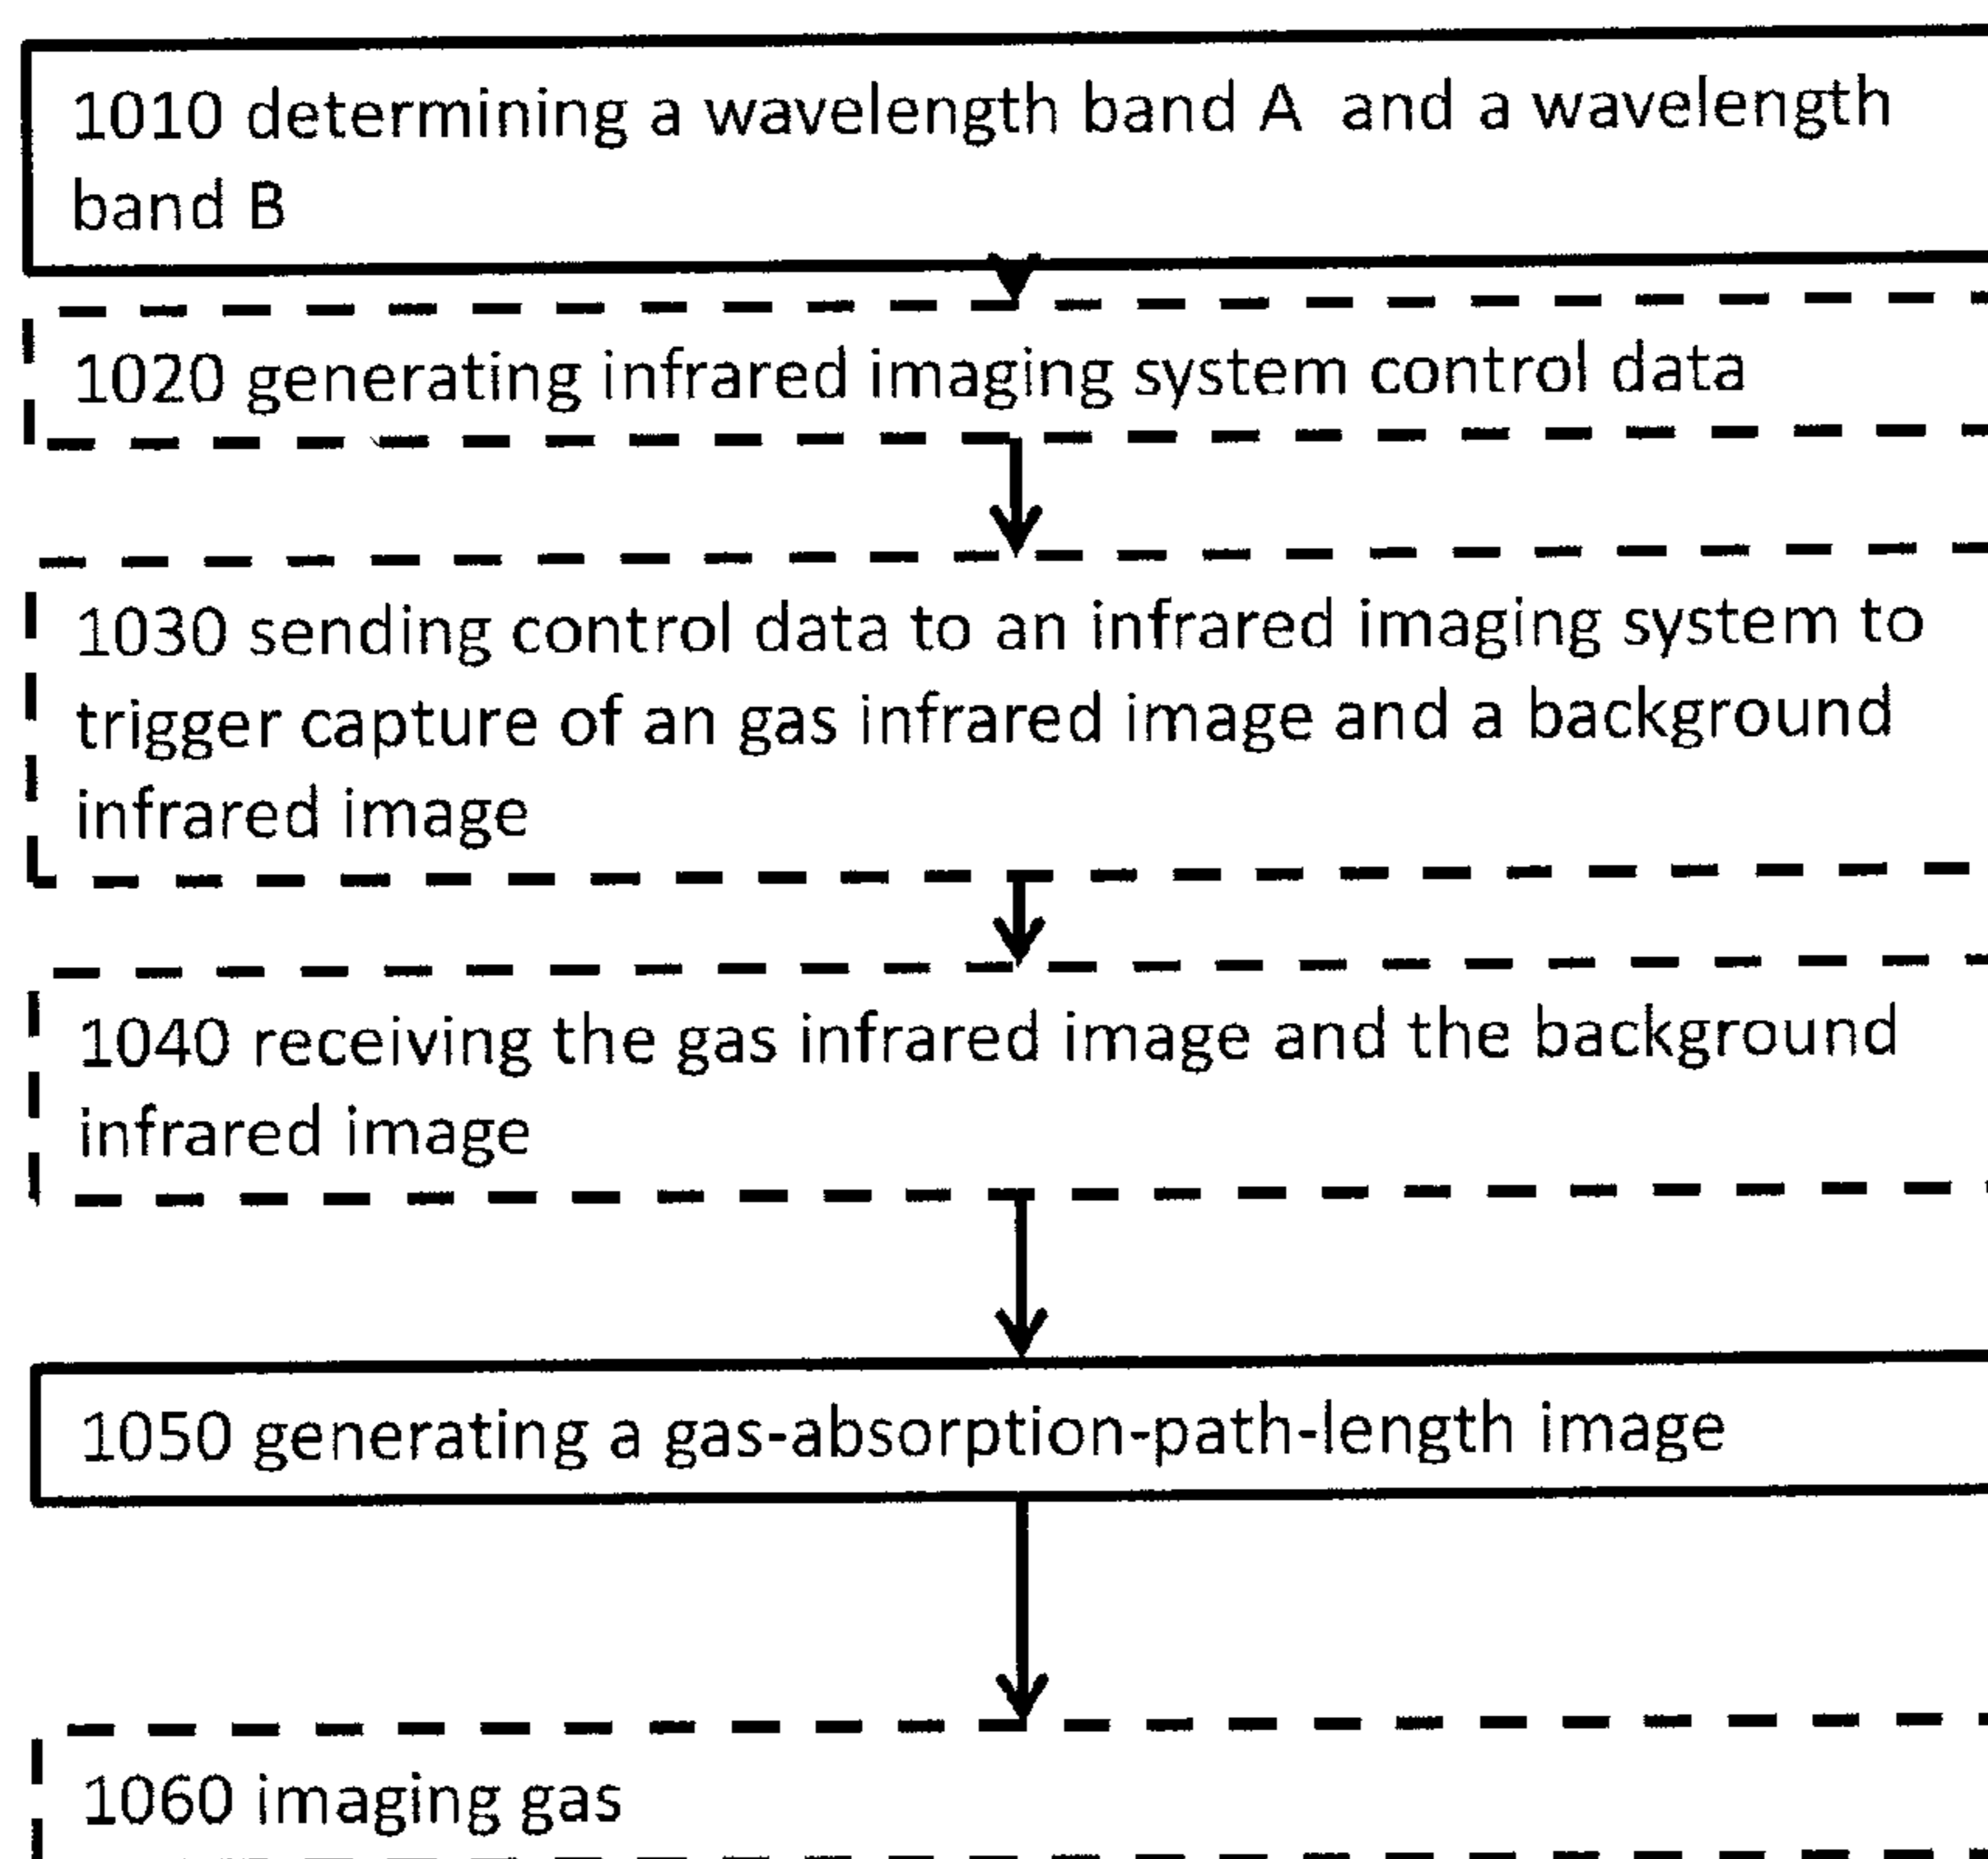 1010 determining a wavelength band A and a wavelength
band B
1020 generating infrared imaging system control data
1030 sending control data to an infrared imaging system to
trigger capture of an gas infrared image and a background
infrared image
1040 receiving the gas infrared image and the background
infrared image
1050 generating a gas-absorption-path-length image
1060 imaging gas